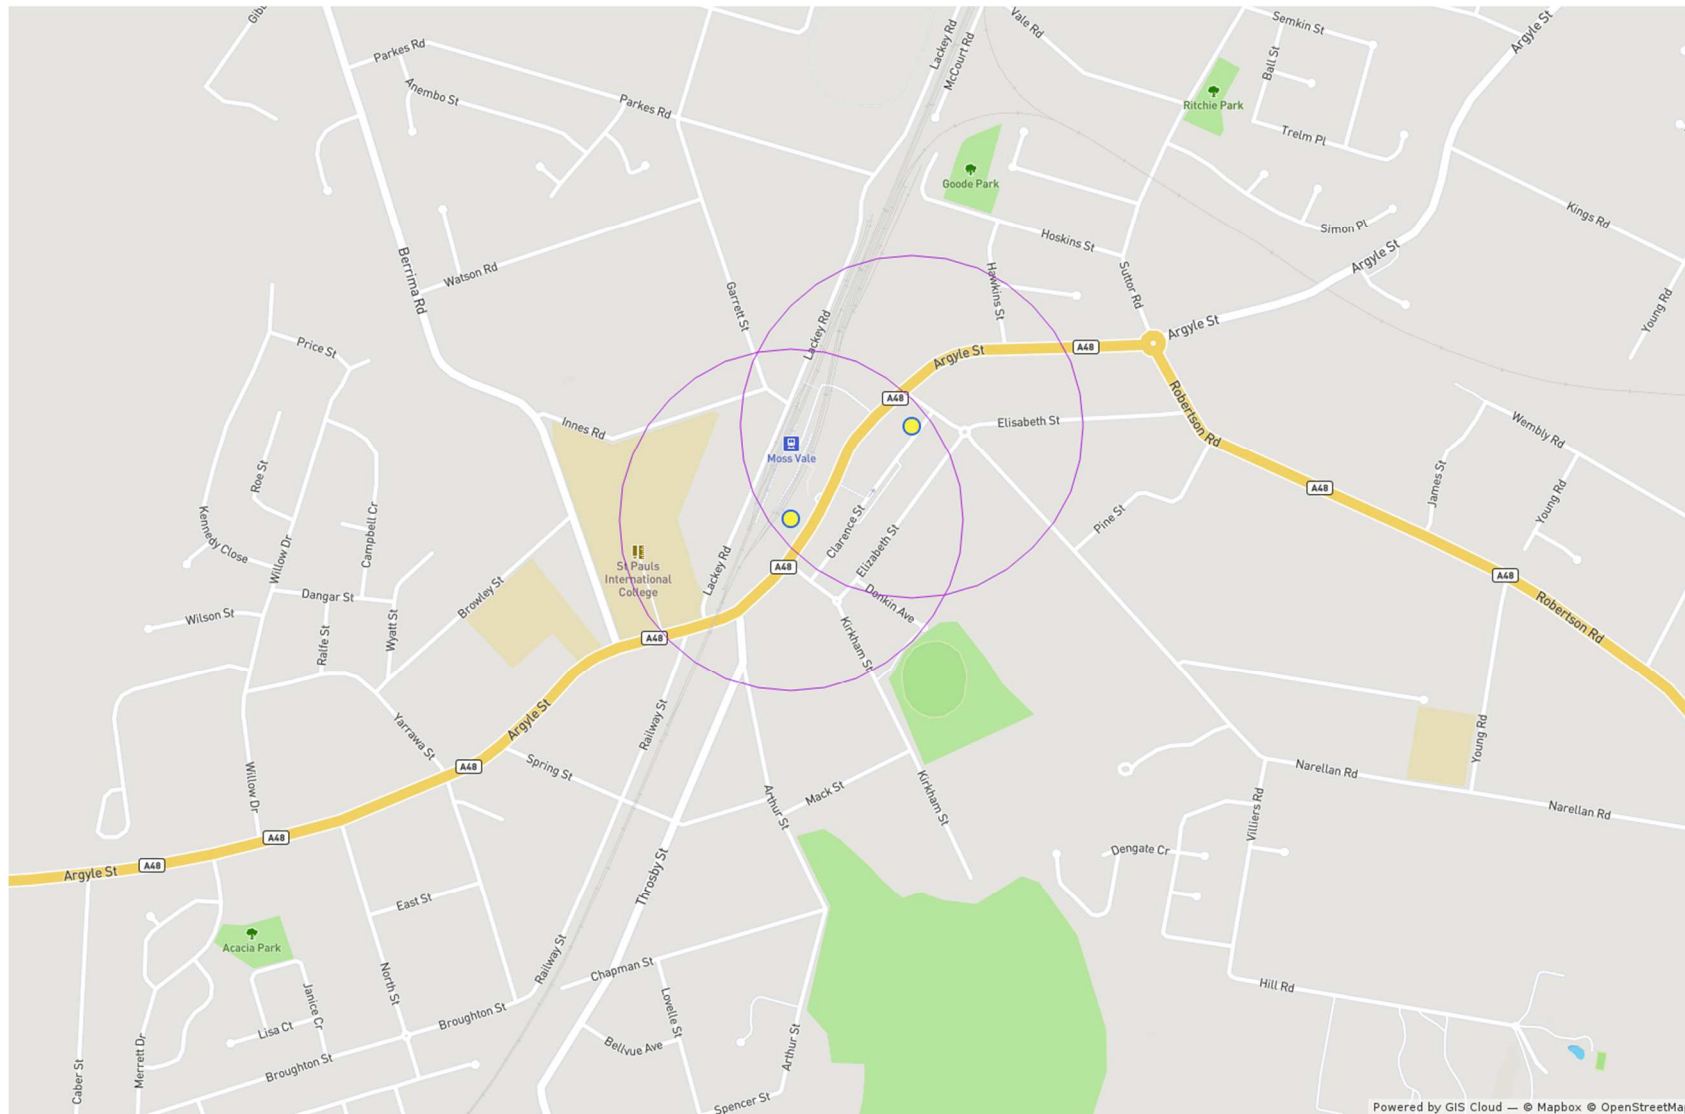 Lackey Rd
McCourt Rd
Vale Rd
Semkin St
Argyle St
Parkes Rd
Ball St
Anembo St
Parkes Rd
Ritchie Park
Trelm Pl
Goode Park
Kings Rd
Simon Pl
Hoskins St
Argyle St
Berrima Rd
Watson Rd
Hawkins St
Suttor Rd
Garrett St
Young Rd
Lackey Rd
Argyle St
Price St
Argyle St
A48
A48
Robertson Rd
Innes Rd
Elisabeth St
Wembly Rd
Moss Vale
Roe St
A48
James St
Young Rd
Campbell Cr
Kennedy Close
Clarence St
Pine St
Willow Dr
Elizabeth St
St Pauls
International
College
Lackey Rd
A48
A48
Browley St
Dangar St
Donkin Ave
Wilson St
Robertson Rd
Ralfe St
Wyatt St
A48
Kirkham St
Argyle St
Railway St
Yarrawa St
Young Rd
A48
Spring St
Narellan Rd
Willow Dr
Mack St
Kirkham St
Arthur St
Narellan Rd
Villiers Rd
A48
Dengate Cr
A48
Argyle St
Throsby St
East St
Acacia Park
Railway St
Chapman St
North St
Hill Rd
Janice Cr
Lovelle St
Broughton St
Lisa Ct
Bellvue Ave
Arthur St
Merrett Dr
Broughton St
Caber St
Spencer St
Powered by GIS Cloud — © Mapbox © OpenStreetMa